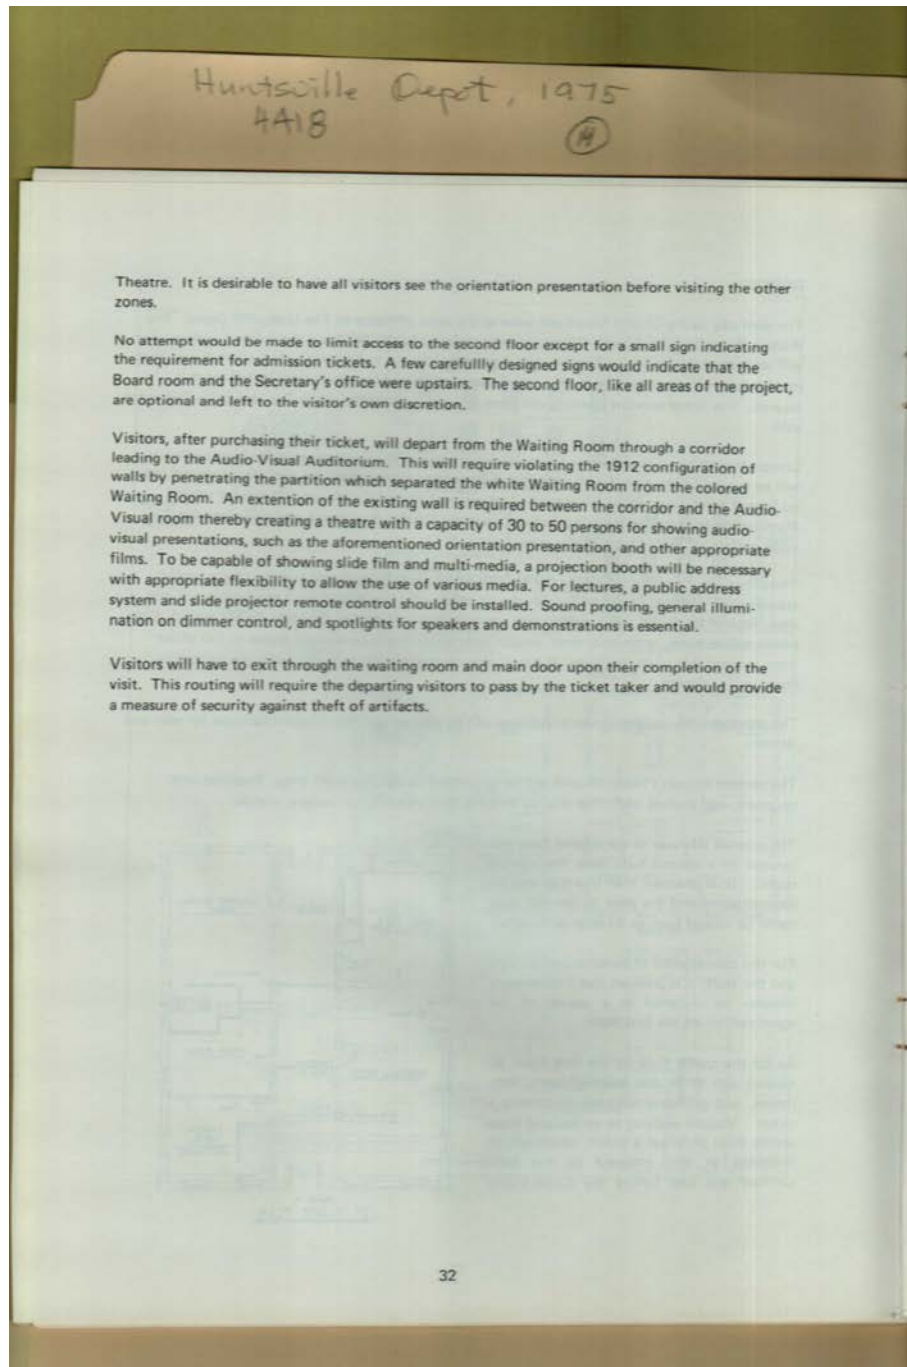 Huntsville Depot, 1975
4418
14
Theatre. It is desirable to have all visitors see the orientation presentation before visiting the other
zones.
No attempt would be made to limit access to the second floor except for a small sign indicating
the requirement for admission tickets. A few carefullly designed signs would indicate that the
Board room and the Secretary's office were upstairs. The second floor, like all areas of the project,
are optional and left to the visitor's own discretion.
Visitors, after purchasing their ticket, will depart from the Waiting Room through a corridor
leading to the Audio-Visual Auditorium. This will require violating the 1912 configuration of
walls by penetrating the partition which separated the white Waiting Room from the colored
Waiting Room. An extention of the existing wall is required between the corridor and the Audio-
Visual room thereby creating a theatre with a capacity of 30 to 50 persons for showing audio-
visual presentations, such as the aforementioned orientation presentation, and other appropriate
films. To be capable of showing slide film and multi-media, a projection booth will be necessary
with appropriate flexibility to allow the use of various media. For lectures, a public address
system and slide projector remote control should be installed. Sound proofing, general illumi-
nation on dimmer control, and spotlights for speakers and demonstrations is essential.
Visitors will have to exit through the waiting room and main door upon their completion of the
visit. This routing will require the departing visitors to pass by the ticket taker and would provide
a measure of security against theft of artifacts.
32